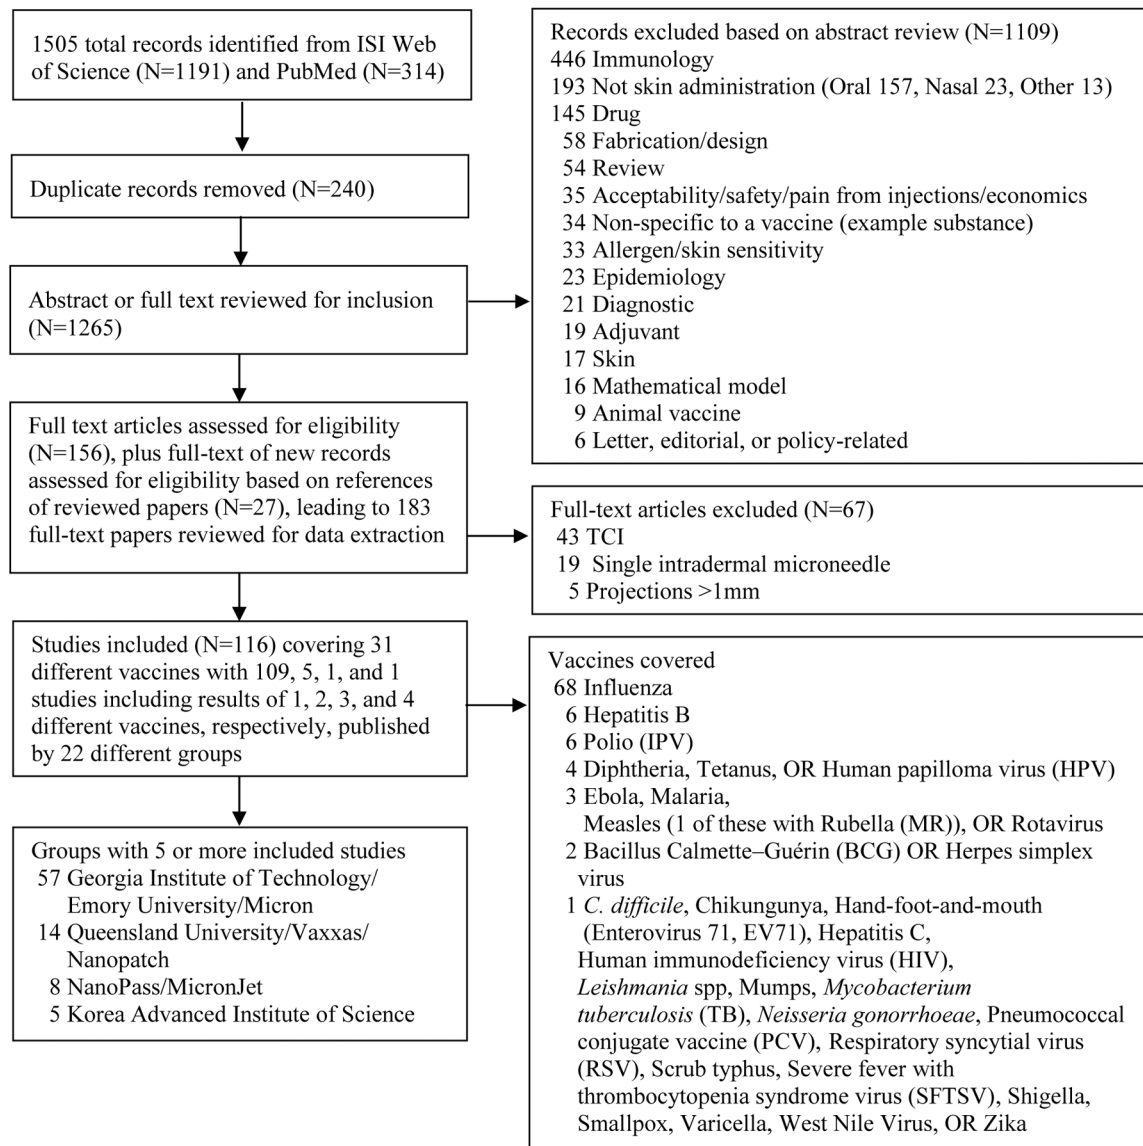 1505 total records identified from ISI Web
of Science (N=1191) and PubMed (N=314)
Duplicate records removed (N=240)
Abstract or full text reviewed for inclusion
(N=1265)
Records excluded based on abstract review (N=1109)
446 Immunology
193 Not skin administration (Oral 157, Nasal 23, Other 13)
145 Drug
58 Fabrication/design
54 Review
35 Acceptability/safety/pain from injections/economics
34 Non-specific to a vaccine (example substance)
33 Allergen/skin sensitivity
23 Epidemiology
21 Diagnostic
19 Adjuvant
17 Skin
16 Mathematical model
9 Animal vaccine
6 Letter, editorial, or policy-related
Full text articles assessed for eligibility
(N=156), plus full-text of new records
assessed for eligibility based on references
of reviewed papers (N=27), leading to 183
full-text papers reviewed for data extraction
Full-text articles excluded (N=67)
43 TCI
19 Single intradermal microneedle
5 Projections >1mm
Studies included (N=116) covering 31
different vaccines with 109, 5, 1, and 1
studies including results of 1, 2, 3, and 4
different vaccines, respectively, published
by 22 different groups
Vaccines covered
68 Influenza
6 Hepatitis B
6 Polio (IPV)
4 Diphtheria, Tetanus, OR Human papilloma virus (HPV)
3 Ebola, Malaria,
Measles (1 of these with Rubella (MR)), OR Rotavirus
2 Bacillus Calmette–Guérin (BCG) OR Herpes simplex
virus
1 C. difficile, Chikungunya, Hand-foot-and-mouth
(Enterovirus 71, EV71), Hepatitis C,
Human immunodeficiency virus (HIV),
Leishmania spp, Mumps, Mycobacterium
tuberculosis (TB), Neisseria gonorrhoeae, Pneumococcal
conjugate vaccine (PCV), Respiratory syncytial virus
(RSV), Scrub typhus, Severe fever with
thrombocytopenia syndrome virus (SFTSV), Shigella,
Smallpox, Varicella, West Nile Virus, OR Zika
Groups with 5 or more included studies
57 Georgia Institute of Technology/
Emory University/Micron
14 Queensland University/Vaxxas/
Nanopatch
8 NanoPass/MicronJet
5 Korea Advanced Institute of Science